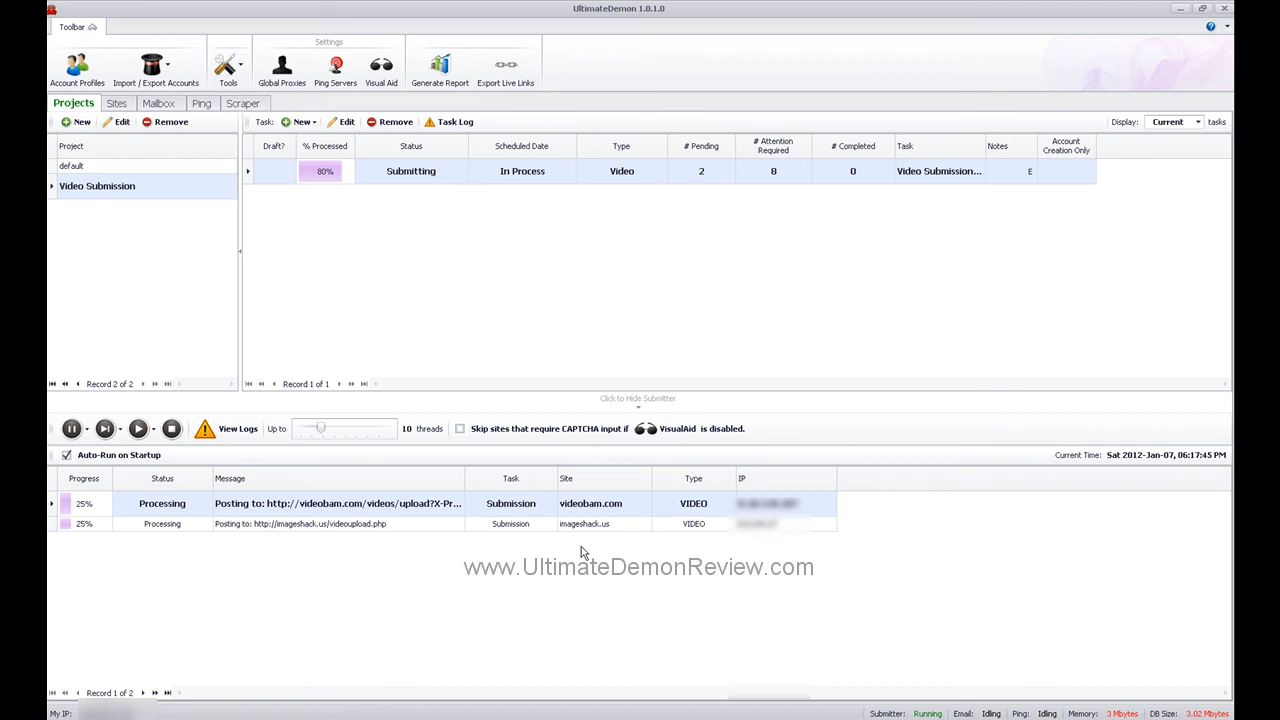 UltimateDemon 1.0.1.0
Toolbar
Settings
Account Profiles Import / Export Accounts Tools Global Proxies Ping Servers Visual Aid Generate Report Export Live Links
Projects Sites Mailbox Ping Scraper
New Edit Remove Task: New Edit Remove Task Log Display: Current tasks
Project Draft? % Processed Status Scheduled Date Type # Pending # Attention Required # Completed Task Notes Account Creation Only
default
Video Submission
80% Submitting In Process Video 2 8 0 Video Submission... E
Record 2 of 2 Record 1 of 1
Click to Hide Submitter
View Logs Up to 10 threads Skip sites that require CAPTCHA input if VisualAid is disabled.
Auto-Run on Startup Current Time: Sat 2012-Jan-07, 06:17:45 PM
Progress Status Message Task Site Type IP
25% Processing Posting to: http://videobam.com/videos/upload?X-Pr... Submission videobam.com VIDEO
25% Processing Posting to: http://imageshack.us/videoupload.php Submission imageshack.us VIDEO
www.UltimateDemonReview.com
Record 1 of 2
My IP: Submitter: Running Email: Idling Ping: Idling Memory: 3 Mbytes DB Size: 3.02 Mbytes